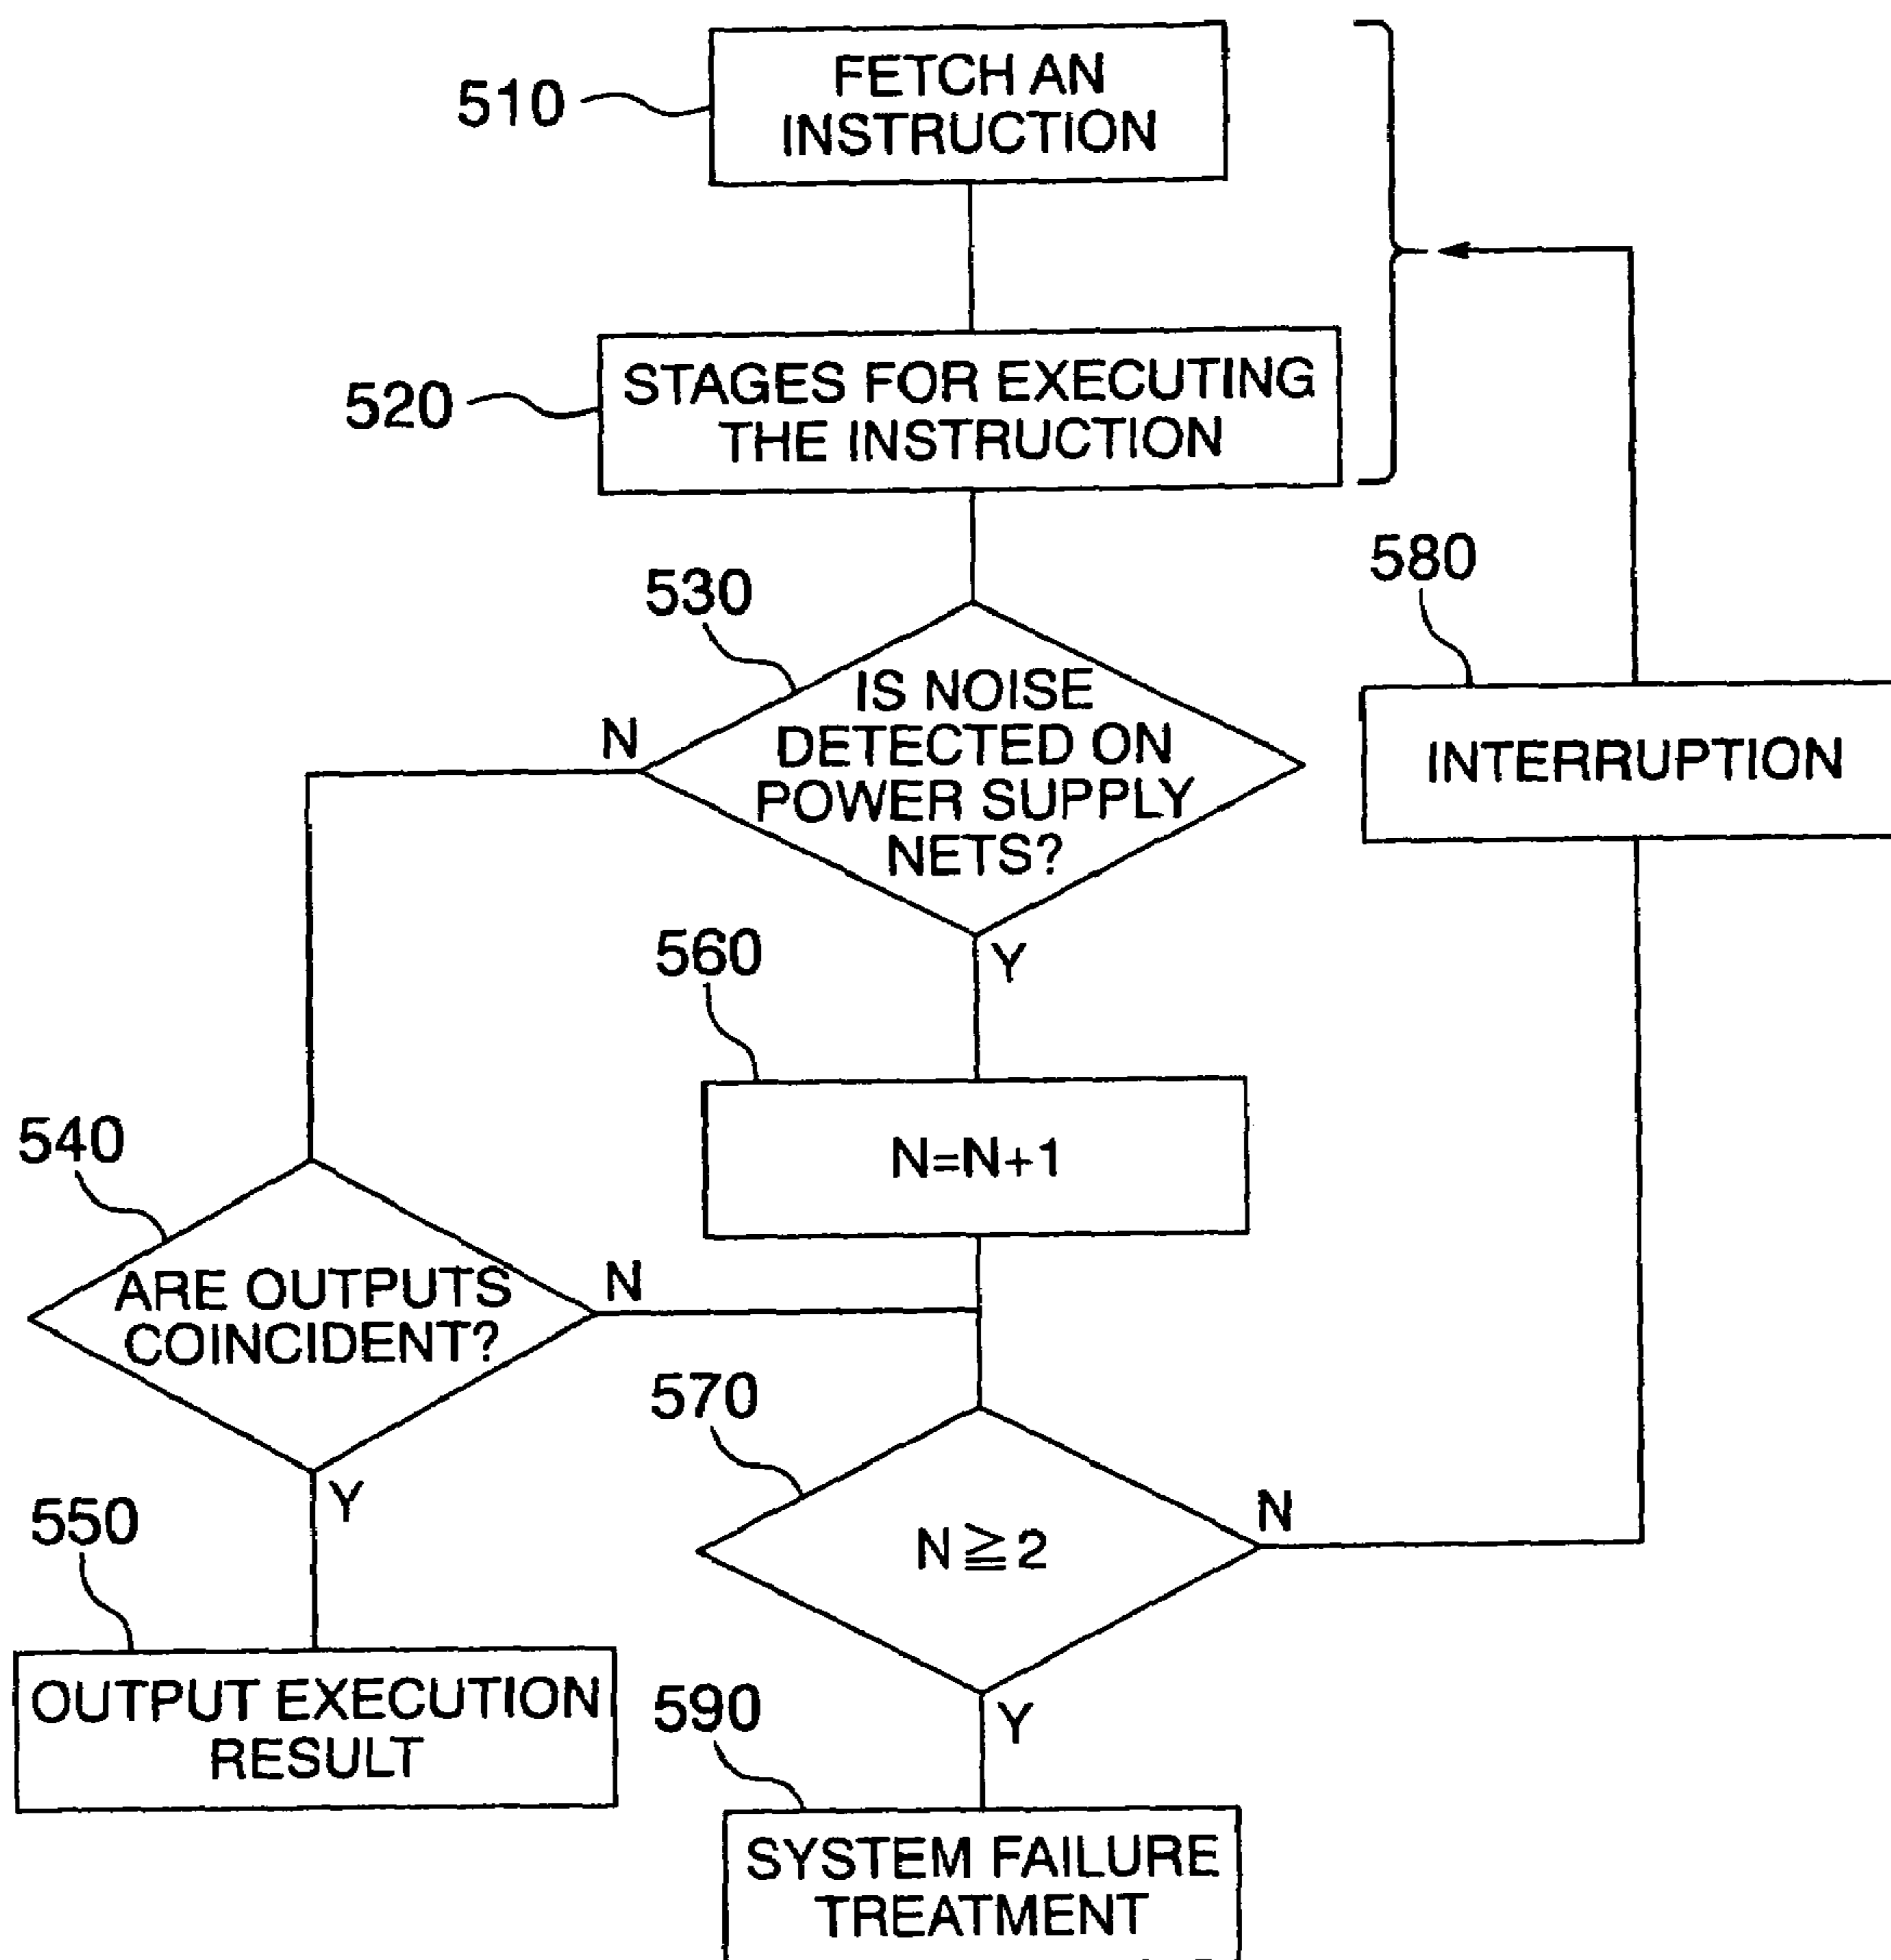 510
FETCH AN
INSTRUCTION
520
STAGES FOR EXECUTING
THE INSTRUCTION
530
IS NOISE
DETECTED ON
POWER SUPPLY
NETS?
N
Y
580
INTERRUPTION
560
N=N+1
540
ARE OUTPUTS
COINCIDENT?
N
Y
570
N≧2
N
Y
550
OUTPUT EXECUTION
RESULT
590
SYSTEM FAILURE
TREATMENT